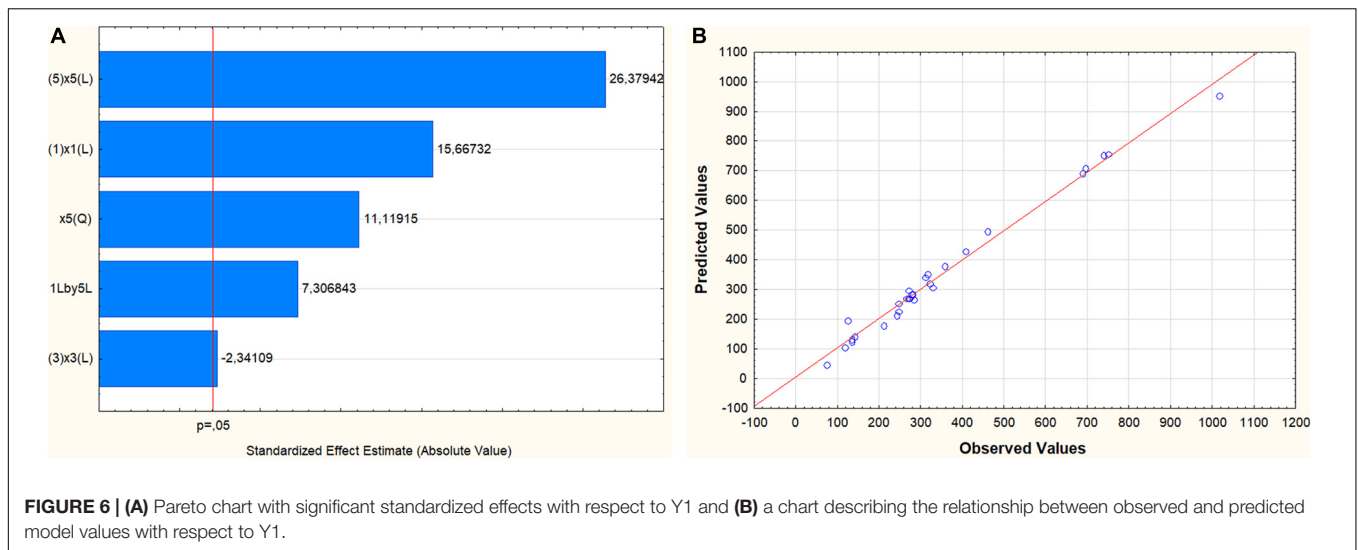 A
(5)x5(L)
26,37942
(1)x1(L)
15,66732
x5(Q)
11,11915
1Lby5L
7,306843
(3)x3(L)
-2,34109
p=,05
Standardized Effect Estimate (Absolute Value)
B
1100
1000
900
800
700
600
500
400
300
200
100
0
-100
Predicted Values
-100 0 100 200 300 400 500 600 700 800 900 1000 1100 1200
Observed Values
FIGURE 6 | (A) Pareto chart with significant standardized effects with respect to Y1 and (B) a chart describing the relationship between observed and predicted
model values with respect to Y1.